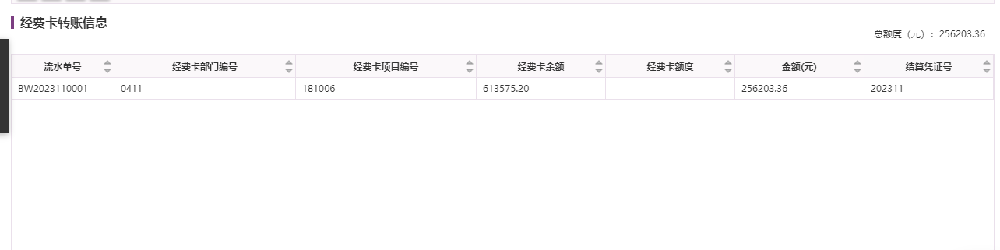 经费卡转账信息
总额度（元）：256203.36
流水单号 经费卡部门编号 经费卡项目编号 经费卡余额 经费卡额度 金额(元) 结算凭证号
BW2023110001 0411 181006 613575.20 256203.36 202311